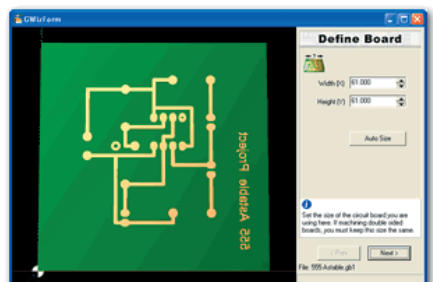 GWizForm
Define Board
Width (X) 61.000
Height (Y) 61.000
Auto Size
555 Astable Project
Set the size of the circuit board you are
using here. If machining double sided
boards, you must keep this size the same.
< Prev
Next >
File: 555-Astable.gb1